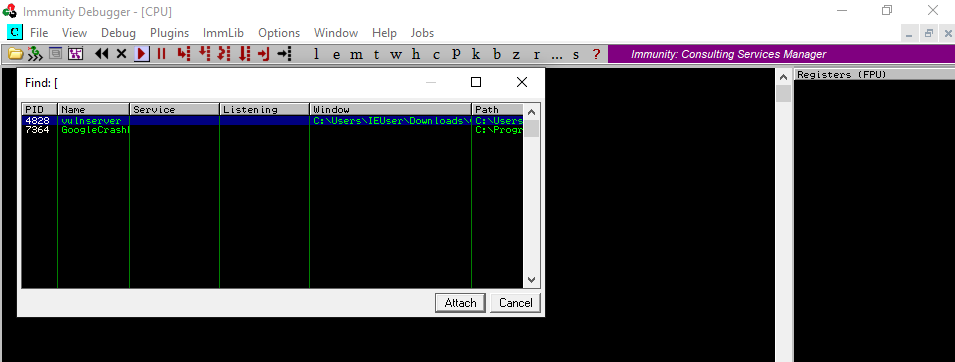 Immunity Debugger - [CPU]
C File View Debug Plugins ImmLib Options Window Help Jobs
l e m t w h c p k b z r ... s ? Immunity: Consulting Services Manager
Find: [
Registers (FPU)
PID Name Service Listening Window Path
4828 vulnserver C:\Users\IEUser\Downloads\ C:\Users
7364 GoogleCrash C:\Progr
Attach Cancel